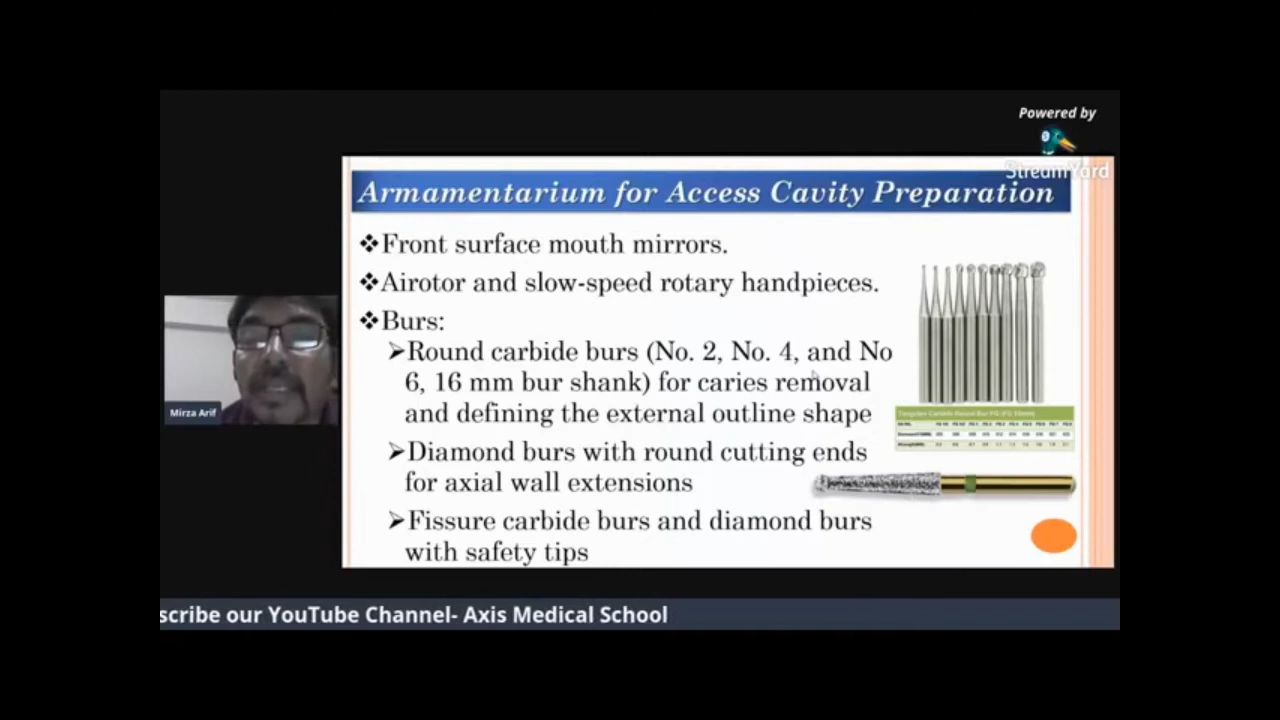 Powered by
StreamYard
Armamentarium for Access Cavity Preparation
❖Front surface mouth mirrors.
❖Airotor and slow-speed rotary handpieces.
❖Burs:
➢Round carbide burs (No. 2, No. 4, and No
6, 16 mm bur shank) for caries removal
and defining the external outline shape
➢Diamond burs with round cutting ends
for axial wall extensions
➢Fissure carbide burs and diamond burs
with safety tips
Mirza Arif
scribe our YouTube Channel- Axis Medical School